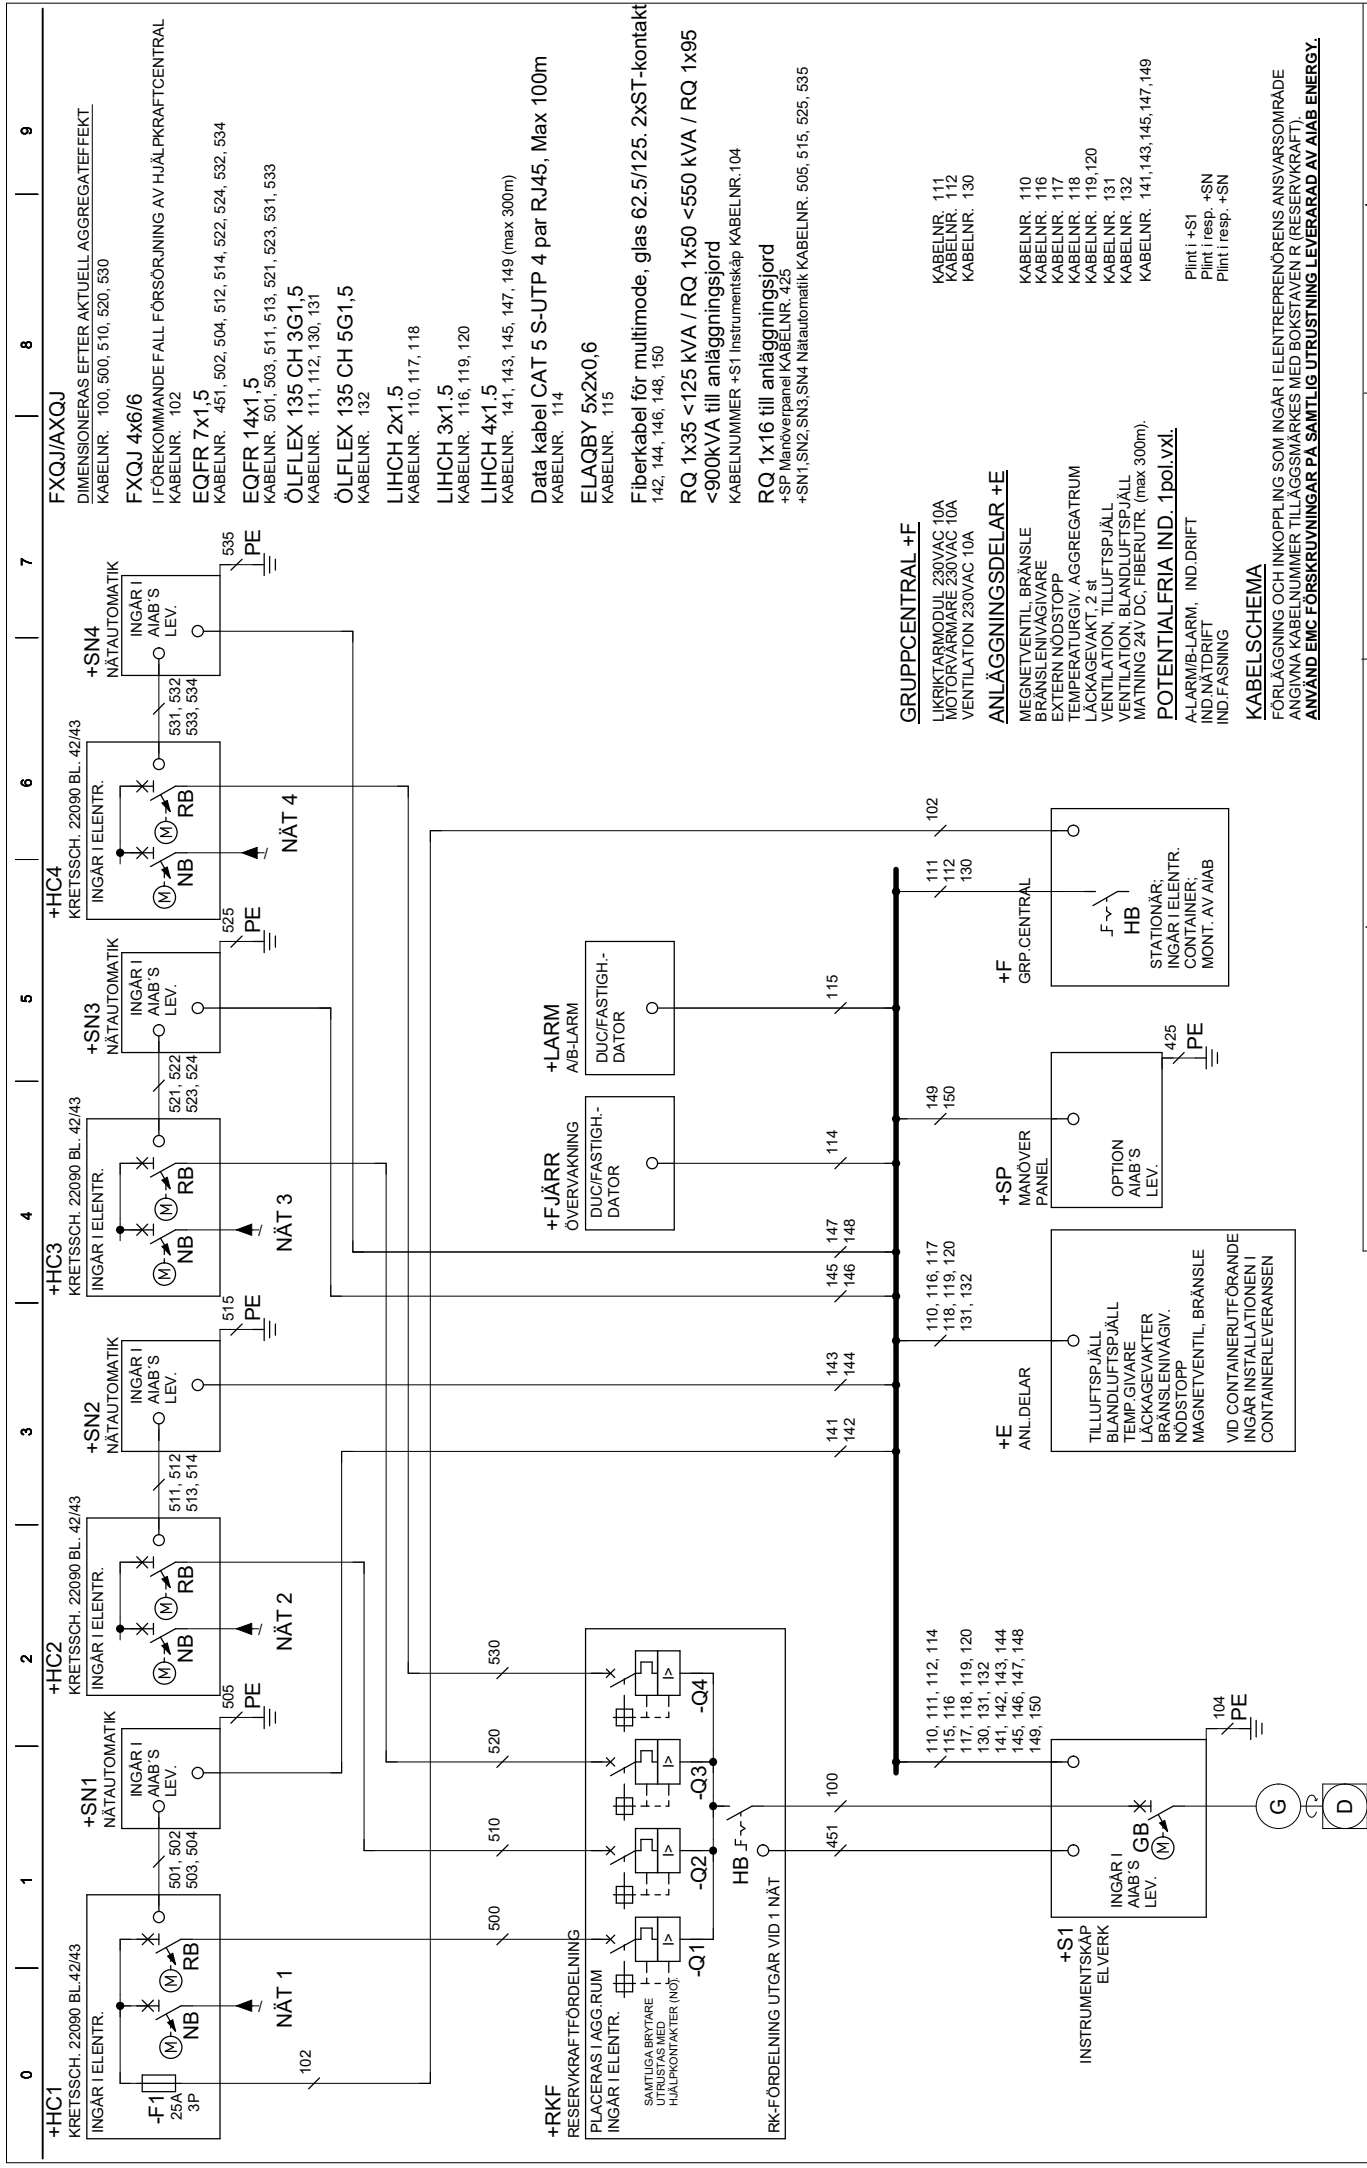 0 1 2 3 4 5 6 7 8 9
+HC1
KRETSSCH. 22090 BL.42/43
INGÅR I ELENTR.
-F1
25A
3P
M
NB
M
RB
NÄT 1
102
+SN1
NÄTAUTOMATIK
INGÅR I
AIAB'S
LEV.
501, 502
503, 504
505
PE
+HC2
KRETSSCH. 22090 BL. 42/43
INGÅR I ELENTR.
M
NB
M
RB
NÄT 2
+SN2
NÄTAUTOMATIK
INGÅR I
AIAB'S
LEV.
511, 512
513, 514
515
PE
+HC3
KRETSSCH. 22090 BL. 42/43
INGÅR I ELENTR.
M
NB
M
RB
NÄT 3
+SN3
NÄTAUTOMATIK
INGÅR I
AIAB'S
LEV.
521, 522
523, 524
525
PE
+HC4
KRETSSCH. 22090 BL. 42/43
INGÅR I ELENTR.
M
NB
M
RB
NÄT 4
+SN4
NÄTAUTOMATIK
INGÅR I
AIAB'S
LEV.
531, 532
533, 534
535
PE
+RKF
RESERVKRAFTFÖRDELNING
PLACERAS I AGG.RUM
INGÅR I ELENTR.
SAMTLIGA BRYTARE
UTRUSTAS MED
HJÄLPKONTAKTER (NO).
500
510
520
530
I>
I>
I>
I>
-Q1
-Q2
-Q3
-Q4
HB
RK-FÖRDELNING UTGÅR VID 1 NÄT
451
100
+FJÄRR
ÖVERVAKNING
DUC/FASTIGH.-
DATOR
114
+LARM
A/B-LARM
DUC/FASTIGH.-
DATOR
115
141
142
143
144
145
146
147
148
110, 111, 112, 114
115, 116
117, 118, 119, 120
130, 131, 132
141, 142, 143, 144
145, 146, 147, 148
149, 150
110, 116, 117
118, 119, 120
131, 132
149
150
111
112
130
102
+S1
INSTRUMENTSKÅP
ELVERK
INGÅR I
AIAB'S
LEV.
GB
M
104
PE
G
D
+E
ANL.DELAR
TILLUFTSPJÄLL
BLANDLUFTSPJÄLL
TEMP.GIVARE
LÄCKAGEVAKTER
BRÄNSLENIVÅGIV.
NÖDSTOPP
MAGNETVENTIL, BRÄNSLE
VID CONTAINERUTFÖRANDE
INGÅR INSTALLATIONEN I
CONTAINERLEVERANSEN
+SP
MANÖVER
PANEL
OPTION
AIAB'S
LEV.
425
PE
+F
GRP.CENTRAL
HB
STATIONÄR;
INGÅR I ELENTR.
CONTAINER;
MONT. AV AIAB
FXQJ/AXQJ
DIMENSIONERAS EFTER AKTUELL AGGREGATEFFEKT
KABELNR. 100, 500, 510, 520, 530
FXQJ 4x6/6
I FÖREKOMMANDE FALL FÖRSÖRJNING AV HJÄLPKRAFTCENTRAL
KABELNR. 102
EQFR 7x1,5
KABELNR. 451, 502, 504, 512, 514, 522, 524, 532, 534
EQFR 14x1,5
KABELNR. 501, 503, 511, 513, 521, 523, 531, 533
ÖLFLEX 135 CH 3G1,5
KABELNR. 111, 112, 130, 131
ÖLFLEX 135 CH 5G1,5
KABELNR. 132
LIHCH 2x1.5
KABELNR. 110, 117, 118
LIHCH 3x1.5
KABELNR. 116, 119, 120
LIHCH 4x1.5
KABELNR. 141, 143, 145, 147, 149 (max 300m)
Data kabel CAT 5 S-UTP 4 par RJ45, Max 100m
KABELNR. 114
ELAQBY 5x2x0,6
KABELNR. 115
Fiberkabel för multimode, glas 62.5/125. 2xST-kontakt
142, 144, 146, 148, 150
RQ 1x35 <125 kVA / RQ 1x50 <550 kVA / RQ 1x95
<900kVA till anläggningsjord
KABELNUMMER +S1 Instrumentskåp KABELNR.104
RQ 1x16 till anläggningsjord
+SP Manöverpanel KABELNR. 425
+SN1,SN2,SN3,SN4 Nätautomatik KABELNR. 505, 515, 525, 535
GRUPPCENTRAL +F
LIKRIKTARMODUL 230VAC 10A KABELNR. 111
MOTORVÄRMARE 230VAC 10A KABELNR. 112
VENTILATION 230VAC 10A KABELNR. 130
ANLÄGGNINGSDELAR +E
MEGNETVENTIL, BRÄNSLE KABELNR. 110
BRÄNSLENIVÅGIVARE KABELNR. 116
EXTERN NÖDSTOPP KABELNR. 117
TEMPERATURGIV. AGGREGATRUM KABELNR. 118
LÄCKAGEVAKT, 2 st KABELNR. 119,120
VENTILATION, TILLUFTSPJÄLL KABELNR. 131
VENTILATION, BLANDLUFTSPJÄLL KABELNR. 132
MATNING 24V DC, FIBERUTR. (max 300m). KABELNR. 141,143,145,147,149
POTENTIALFRIA IND. 1pol.vxl.
A-LARM/B-LARM, IND.DRIFT Plint i +S1
IND.NÄTDRIFT Plint i resp. +SN
IND.FASNING Plint i resp. +SN
KABELSCHEMA
FÖRLÄGGNING OCH INKOPPLING SOM INGÅR I ELENTREPRENÖRENS ANSVARSOMRÅDE
ANGIVNA KABELNUMMER TILLÄGGSMÄRKES MED BOKSTAVEN R (RESERVKRAFT).
ANVÄND EMC FÖRSKRUVNINGAR PÅ SAMTLIG UTRUSTNING LEVERARAD AV AIAB ENERGY.